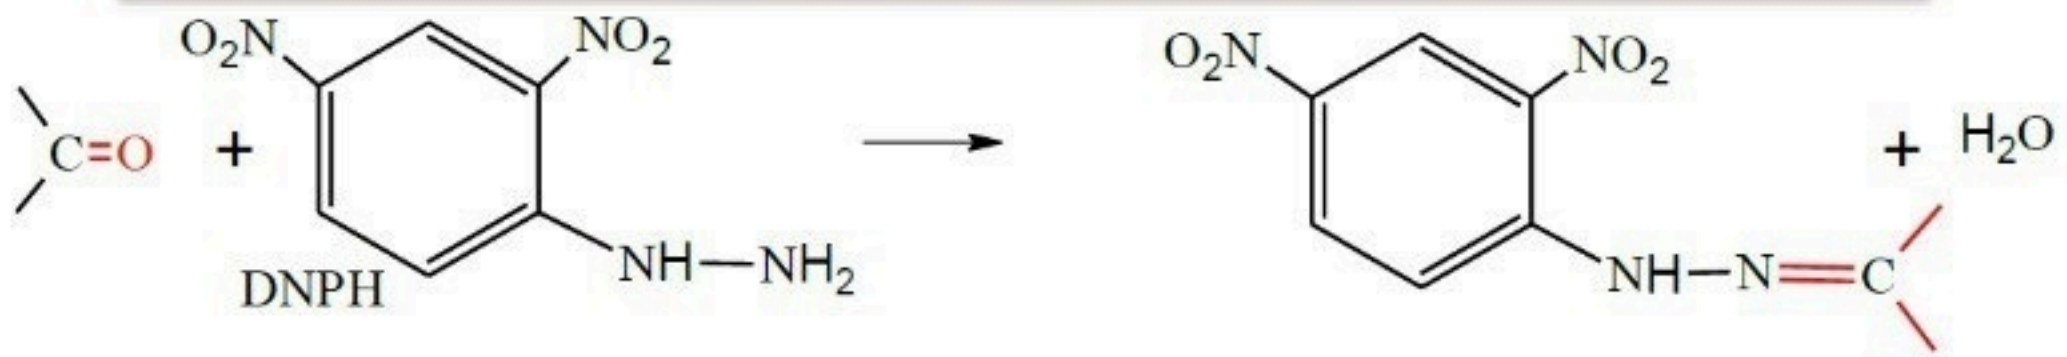 O₂N NO₂ O₂N NO₂
C=O + + H₂O
NH—NH₂ NH—N=C
DNPH